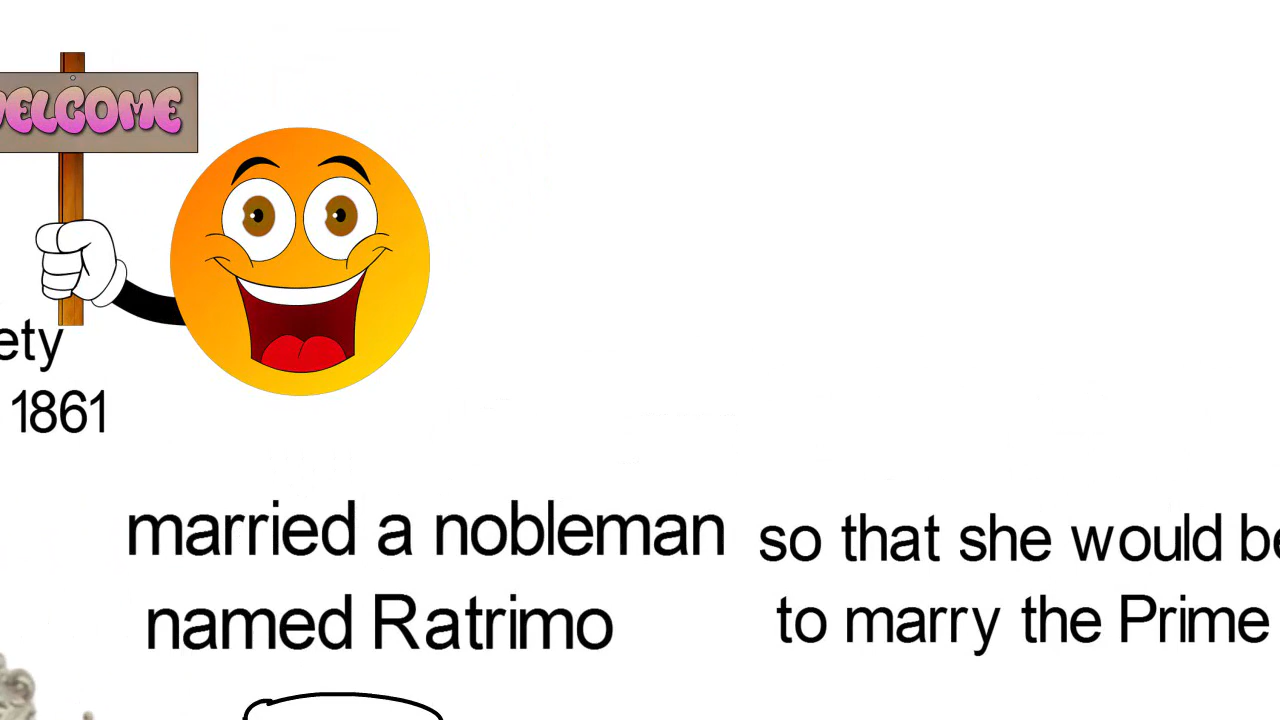 WELCOME
ety
1861
married a nobleman
named Ratrimo
so that she would be
to marry the Prime